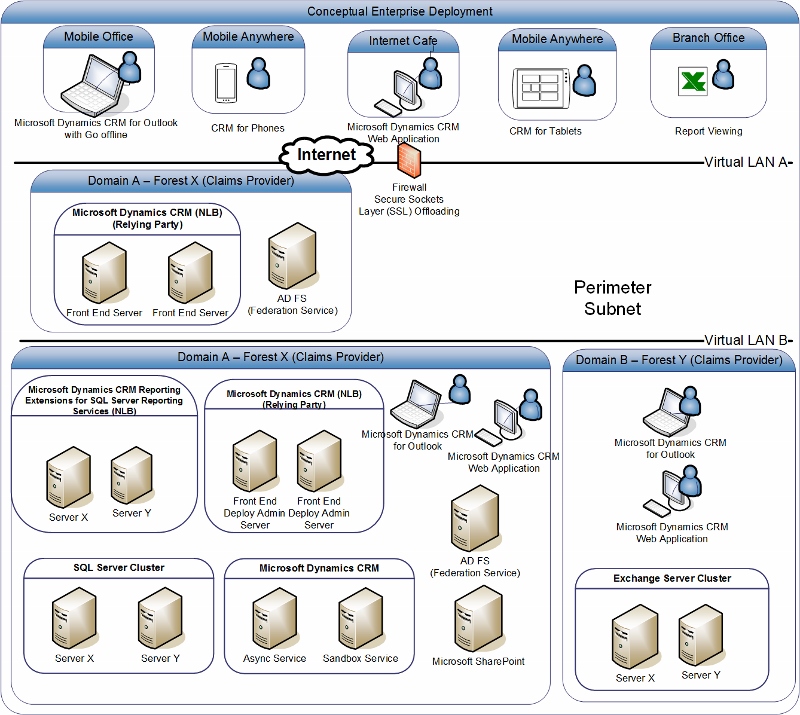 Conceptual Enterprise Deployment
Mobile Office
Microsoft Dynamics CRM for Outlook
with Go offline
Mobile Anywhere
CRM for Phones
Internet Cafe
Microsoft Dynamics CRM
Web Application
Mobile Anywhere
CRM for Tablets
Branch Office
Report Viewing
Internet
Virtual LAN A
Firewall
Secure Sockets
Layer (SSL) Offloading
Domain A – Forest X (Claims Provider)
Microsoft Dynamics CRM (NLB)
(Relying Party)
Front End Server
Front End Server
AD FS
(Federation Service)
Perimeter
Subnet
Virtual LAN B
Domain A – Forest X (Claims Provider)
Microsoft Dynamics CRM Reporting
Extensions for SQL Server Reporting
Services (NLB)
Server X
Server Y
Microsoft Dynamics CRM (NLB)
(Relying Party)
Front End
Deploy Admin
Server
Front End
Deploy Admin
Server
Microsoft Dynamics CRM
for Outlook
Microsoft Dynamics CRM
Web Application
AD FS
(Federation Service)
SQL Server Cluster
Server X
Server Y
Microsoft Dynamics CRM
Async Service
Sandbox Service
Microsoft SharePoint
Domain B – Forest Y (Claims Provider)
Microsoft Dynamics CRM
for Outlook
Microsoft Dynamics CRM
Web Application
Exchange Server Cluster
Server X
Server Y